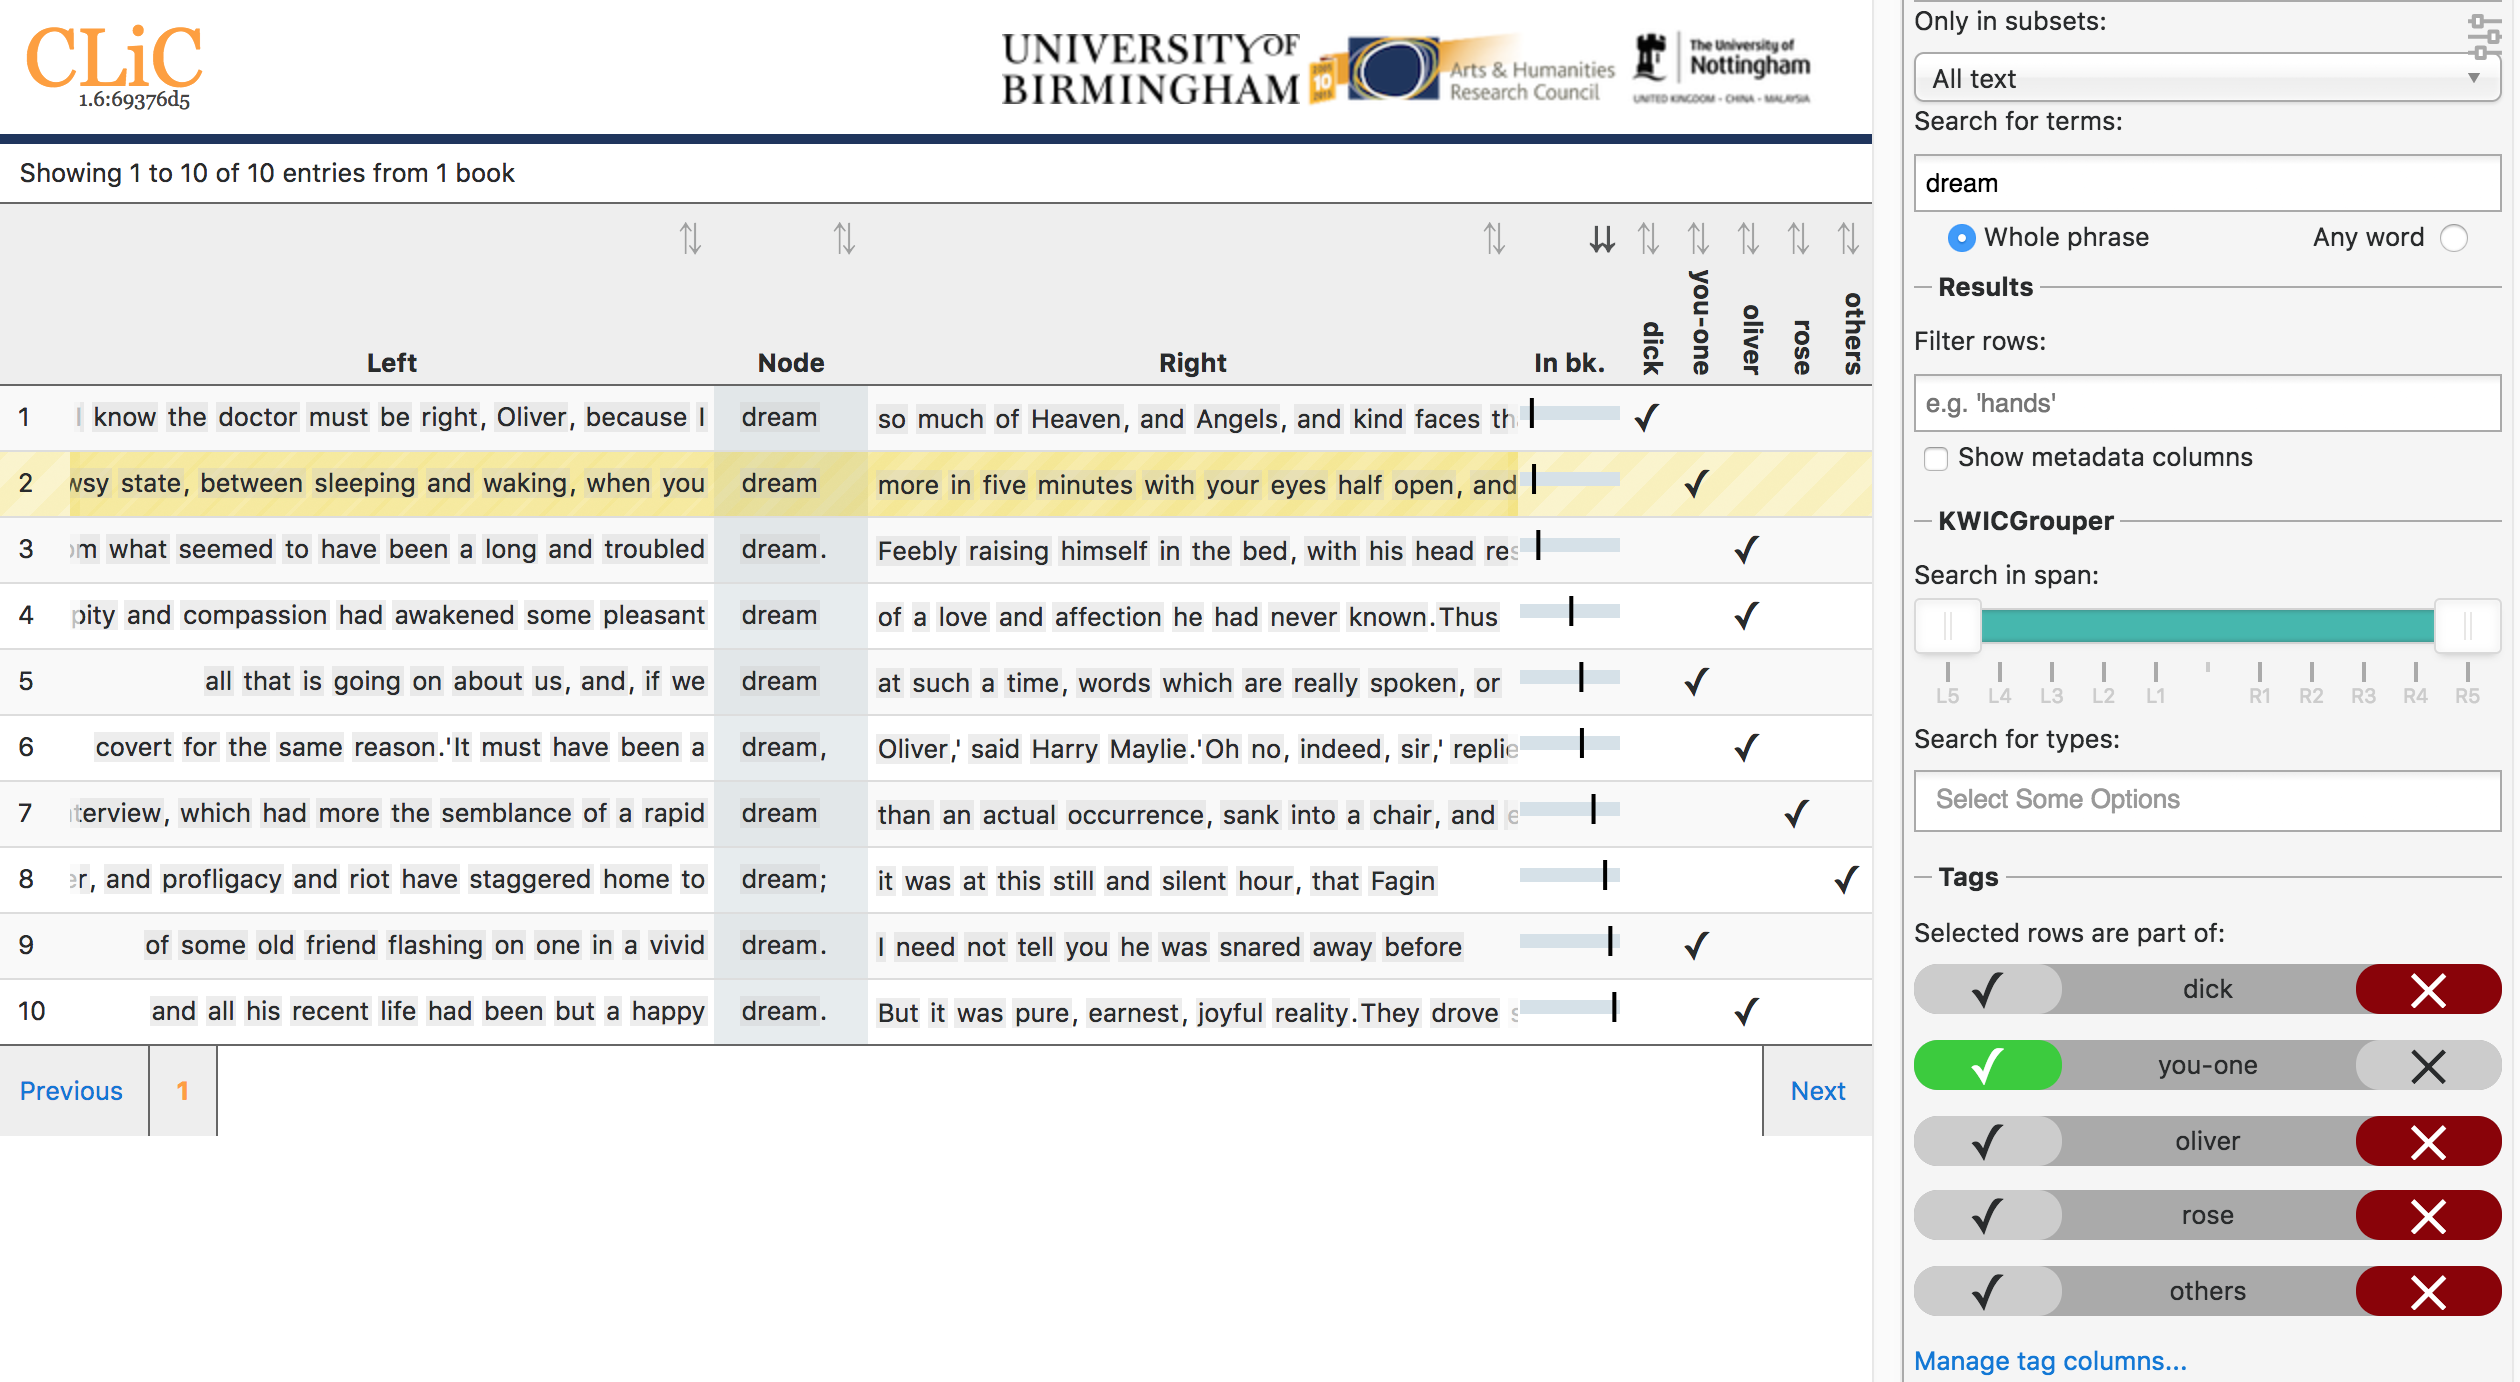 CLiC
1.6:69376d5
UNIVERSITY OF
BIRMINGHAM
10
Arts & Humanities
Research Council
The University of
Nottingham
UNITED KINGDOM · CHINA · MALAYSIA
Showing 1 to 10 of 10 entries from 1 book
Left Node Right In bk. dick you-one oliver rose others
1 I know the doctor must be right, Oliver, because I dream so much of Heaven, and Angels, and kind faces th
2 wsy state, between sleeping and waking, when you dream more in five minutes with your eyes half open, and
3 om what seemed to have been a long and troubled dream. Feebly raising himself in the bed, with his head res
4 pity and compassion had awakened some pleasant dream of a love and affection he had never known.Thus
5 all that is going on about us, and, if we dream at such a time, words which are really spoken, or
6 covert for the same reason.'It must have been a dream, Oliver,' said Harry Maylie.'Oh no, indeed, sir,' replie
7 terview, which had more the semblance of a rapid dream than an actual occurrence, sank into a chair, and e
8 er, and profligacy and riot have staggered home to dream; it was at this still and silent hour, that Fagin
9 of some old friend flashing on one in a vivid dream. I need not tell you he was snared away before
10 and all his recent life had been but a happy dream. But it was pure, earnest, joyful reality.They drove s
Previous 1 Next
Only in subsets:
All text
Search for terms:
dream
Whole phrase Any word
Results
Filter rows:
e.g. 'hands'
Show metadata columns
KWICGrouper
Search in span:
L5 L4 L3 L2 L1 R1 R2 R3 R4 R5
Search for types:
Select Some Options
Tags
Selected rows are part of:
dick
you-one
oliver
rose
others
Manage tag columns...